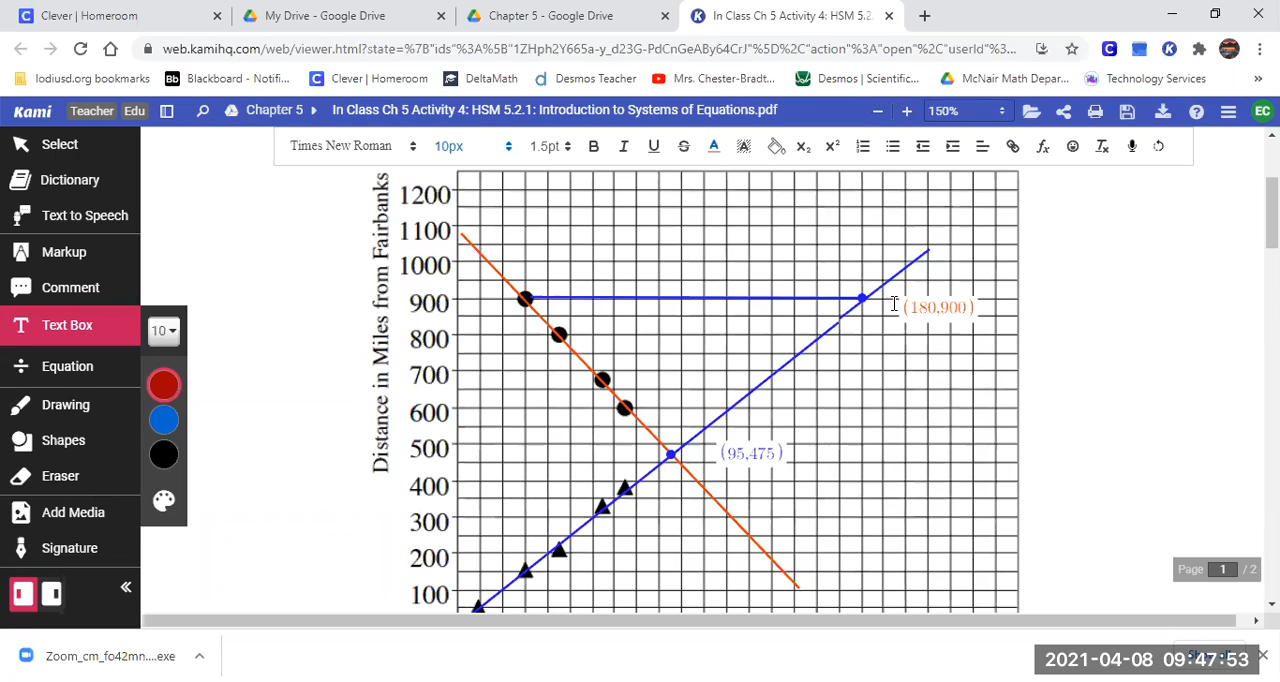 Clever | Homeroom
My Drive - Google Drive
Chapter 5 - Google Drive
In Class Ch 5 Activity 4: HSM 5.2.
web.kamihq.com/web/viewer.html?state=%7B"ids"%3A%5B"1ZHph2Y665a-y_d23G-PdCnGeABy64CrJ"%5D%2C"action"%3A"open"%2C"userId"%3...
lodiusd.org bookmarks
Blackboard - Notifi...
Clever | Homeroom
DeltaMath
Desmos Teacher
Mrs. Chester-Bradt...
Desmos | Scientific...
McNair Math Depar...
Technology Services
»
Kami
Teacher
Edu
Chapter 5
In Class Ch 5 Activity 4: HSM 5.2.1: Introduction to Systems of Equations.pdf
150%
EC
Select
Dictionary
Text to Speech
Markup
Comment
Text Box
Equation
Drawing
Shapes
Eraser
Add Media
Signature
10
Times New Roman
10px
1.5pt
B I U S A
Distance in Miles from Fairbanks
1200
1100
1000
900
800
700
600
500
400
300
200
100
(180,900)
(95,475)
Page 1 / 2
Zoom_cm_fo42mn....exe
2021-04-08 09:47:53